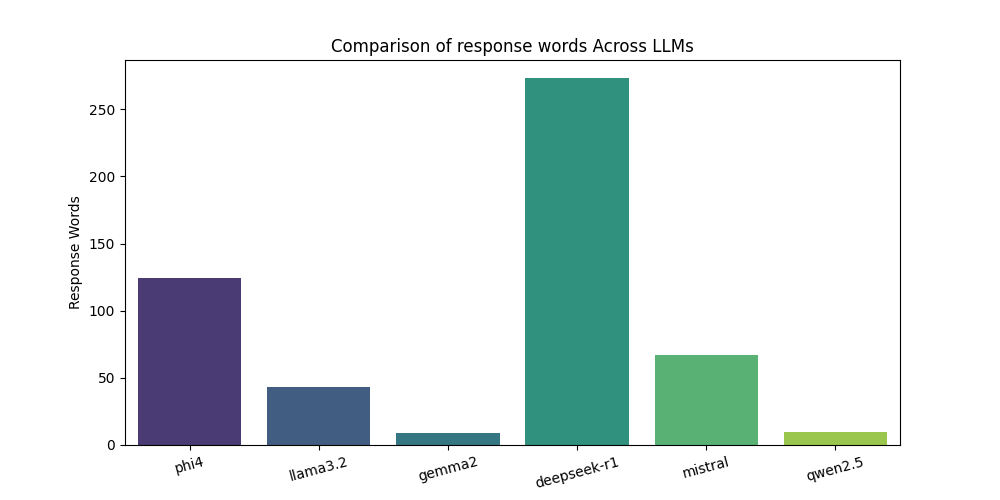 Comparison of response words Across LLMs
Response Words
250
200
150
100
50
0
phi4
llama3.2
gemma2
deepseek-r1
mistral
qwen2.5